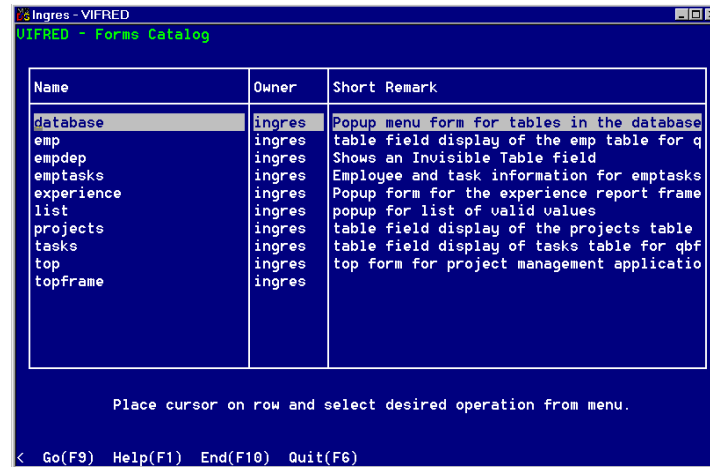 Ingres - VIFRED
VIFRED - Forms Catalog
Name Owner Short Remark
database ingres Popup menu form for tables in the database
emp ingres table field display of the emp table for q
empdep ingres Shows an Invisible Table field
emptasks ingres Employee and task information for emptasks
experience ingres Popup form for the experience report frame
list ingres popup for list of valid values
projects ingres table field display of the projects table
tasks ingres table field display of tasks table for qbf
top ingres top form for project management applicatio
topframe ingres
Place cursor on row and select desired operation from menu.
< Go(F9) Help(F1) End(F10) Quit(F6)